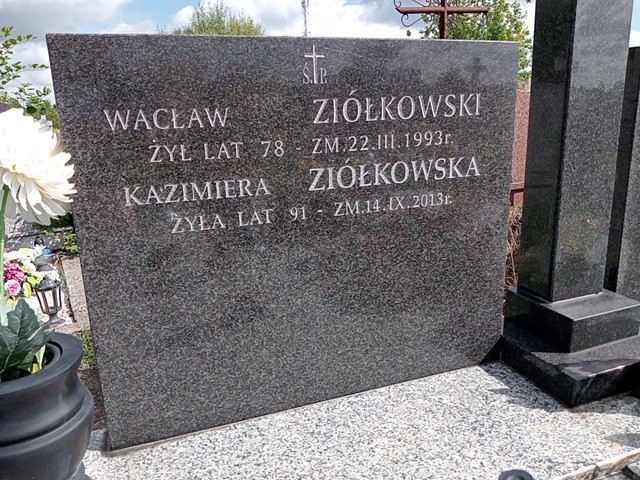 Ś.P.
WACŁAW ZIÓŁKOWSKI
ŻYŁ LAT 78 - ZM.22.III.1993r.
KAZIMIERA ZIÓŁKOWSKA
ŻYŁA LAT 91 - ZM.14.IX.2013r.